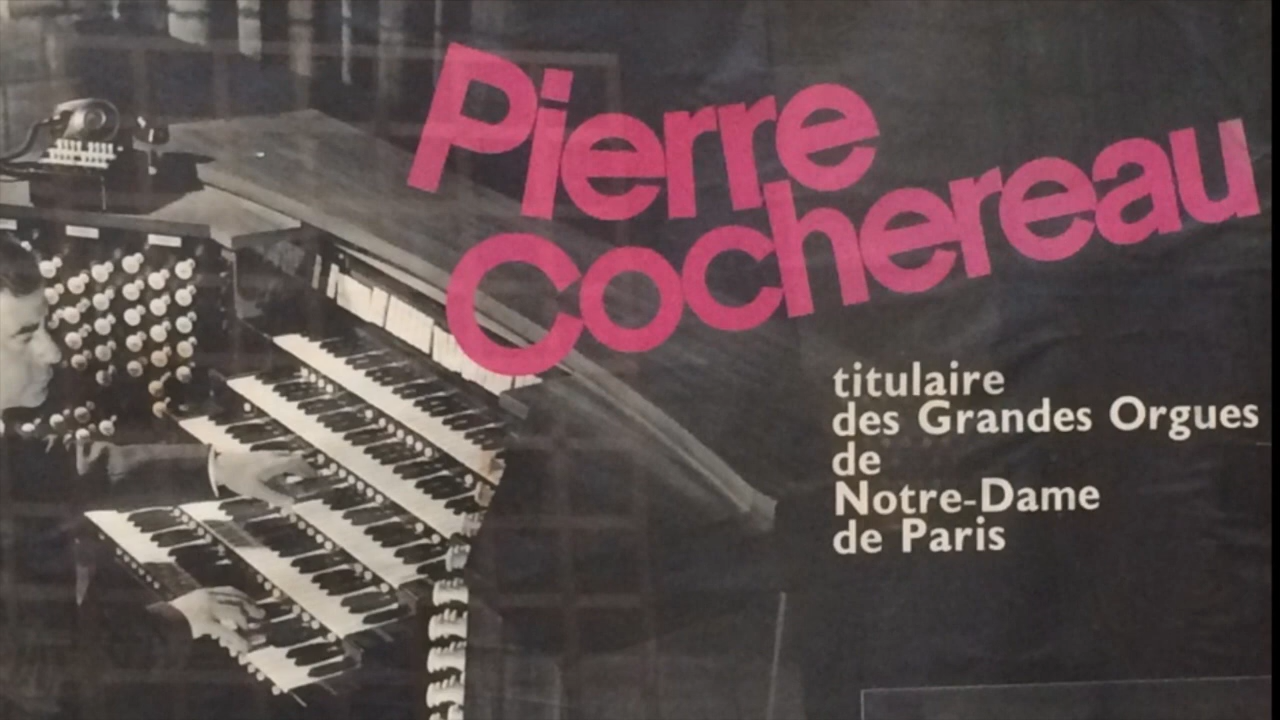 Pierre
Cochereau
titulaire
des Grandes Orgues
de
Notre-Dame
de Paris